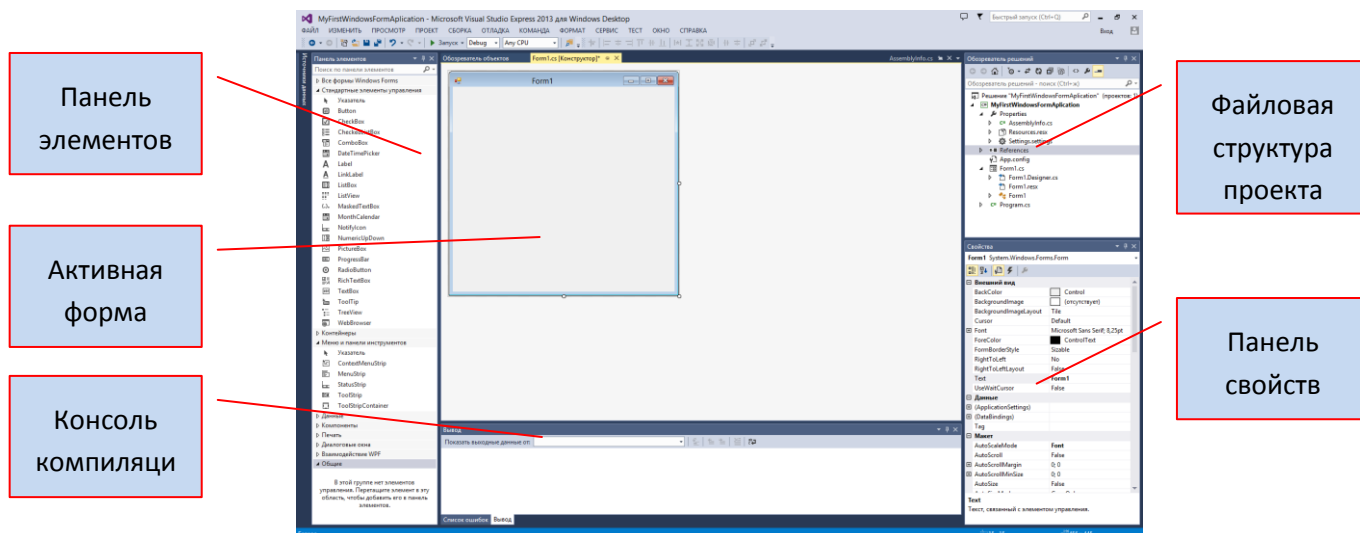 MyFirstWindowsFormAplication - Microsoft Visual Studio Express 2013 для Windows Desktop
Быстрый запуск (Ctrl+Q)
ФАЙЛ ИЗМЕНИТЬ ПРОСМОТР ПРОЕКТ СБОРКА ОТЛАДКА КОМАНДА ФОРМАТ СЕРВИС ТЕСТ ОКНО СПРАВКА
Вход
Запуск Debug Any CPU
Панель
элементов
Активная
форма
Консоль
компиляци
Источники данных
Панель элементов
Поиск по панели элементов
Все формы Windows Forms
Стандартные элементы управления
Указатель
Button
CheckBox
CheckedListBox
ComboBox
DateTimePicker
Label
LinkLabel
ListBox
ListView
MaskedTextBox
MonthCalendar
NotifyIcon
NumericUpDown
PictureBox
ProgressBar
RadioButton
RichTextBox
TextBox
ToolTip
TreeView
WebBrowser
Контейнеры
Меню и панели инструментов
Указатель
ContextMenuStrip
MenuStrip
StatusStrip
ToolStrip
ToolStripContainer
Данные
Компоненты
Печать
Диалоговые окна
Взаимодействие WPF
Общие
В этой группе нет элементов
управления. Перетащите элемент в эту
область, чтобы добавить его в панель
элементов.
Обозреватель объектов
Form1.cs [Конструктор]*
AssemblyInfo.cs
Form1
Вывод
Показать выходные данные от:
Список ошибок Вывод
Обозреватель решений
Обозреватель решений - поиск (Ctrl+ж)
Решение "MyFirstWindowsFormAplication" (проектов: 1)
MyFirstWindowsFormAplication
Properties
AssemblyInfo.cs
Resources.resx
Settings.settings
References
App.config
Form1.cs
Form1.Designer.cs
Form1.resx
Form1
Program.cs
Свойства
Form1 System.Windows.Forms.Form
Внешний вид
BackColor Control
BackgroundImage (отсутствует)
BackgroundImageLayout Tile
Cursor Default
Font Microsoft Sans Serif; 8,25pt
ForeColor ControlText
FormBorderStyle Sizable
RightToLeft No
RightToLeftLayout False
Text Form1
UseWaitCursor False
Данные
(ApplicationSettings)
(DataBindings)
Tag
Макет
AutoScaleMode Font
AutoScroll False
AutoScrollMargin 0; 0
AutoScrollMinSize 0; 0
AutoSize False
Text
Текст, связанный с элементом управления.
Файловая
структура
проекта
Панель
свойств